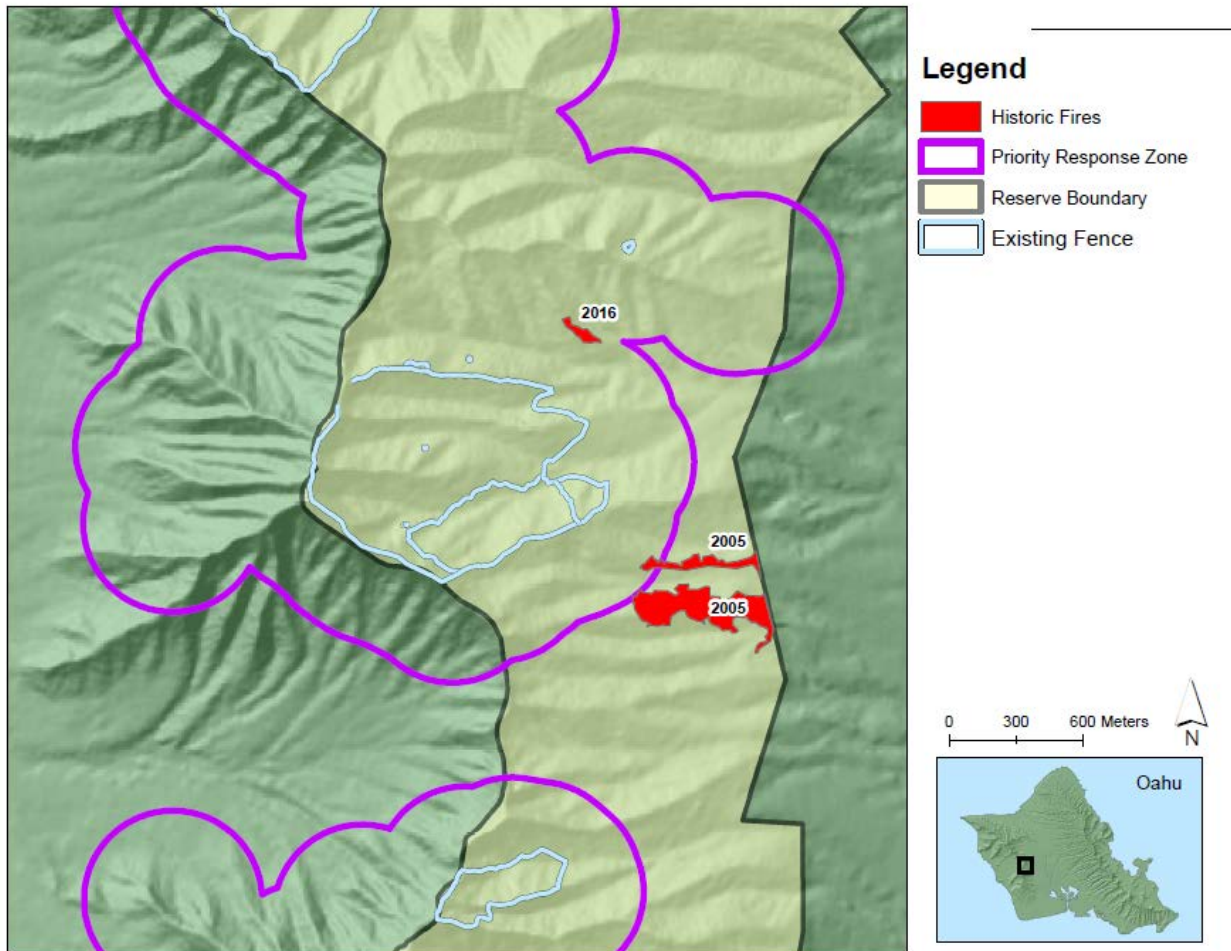 Legend
Historic Fires
Priority Response Zone
Reserve Boundary
Existing Fence
2016
2005
2005
0 300 600 Meters
N
Oahu